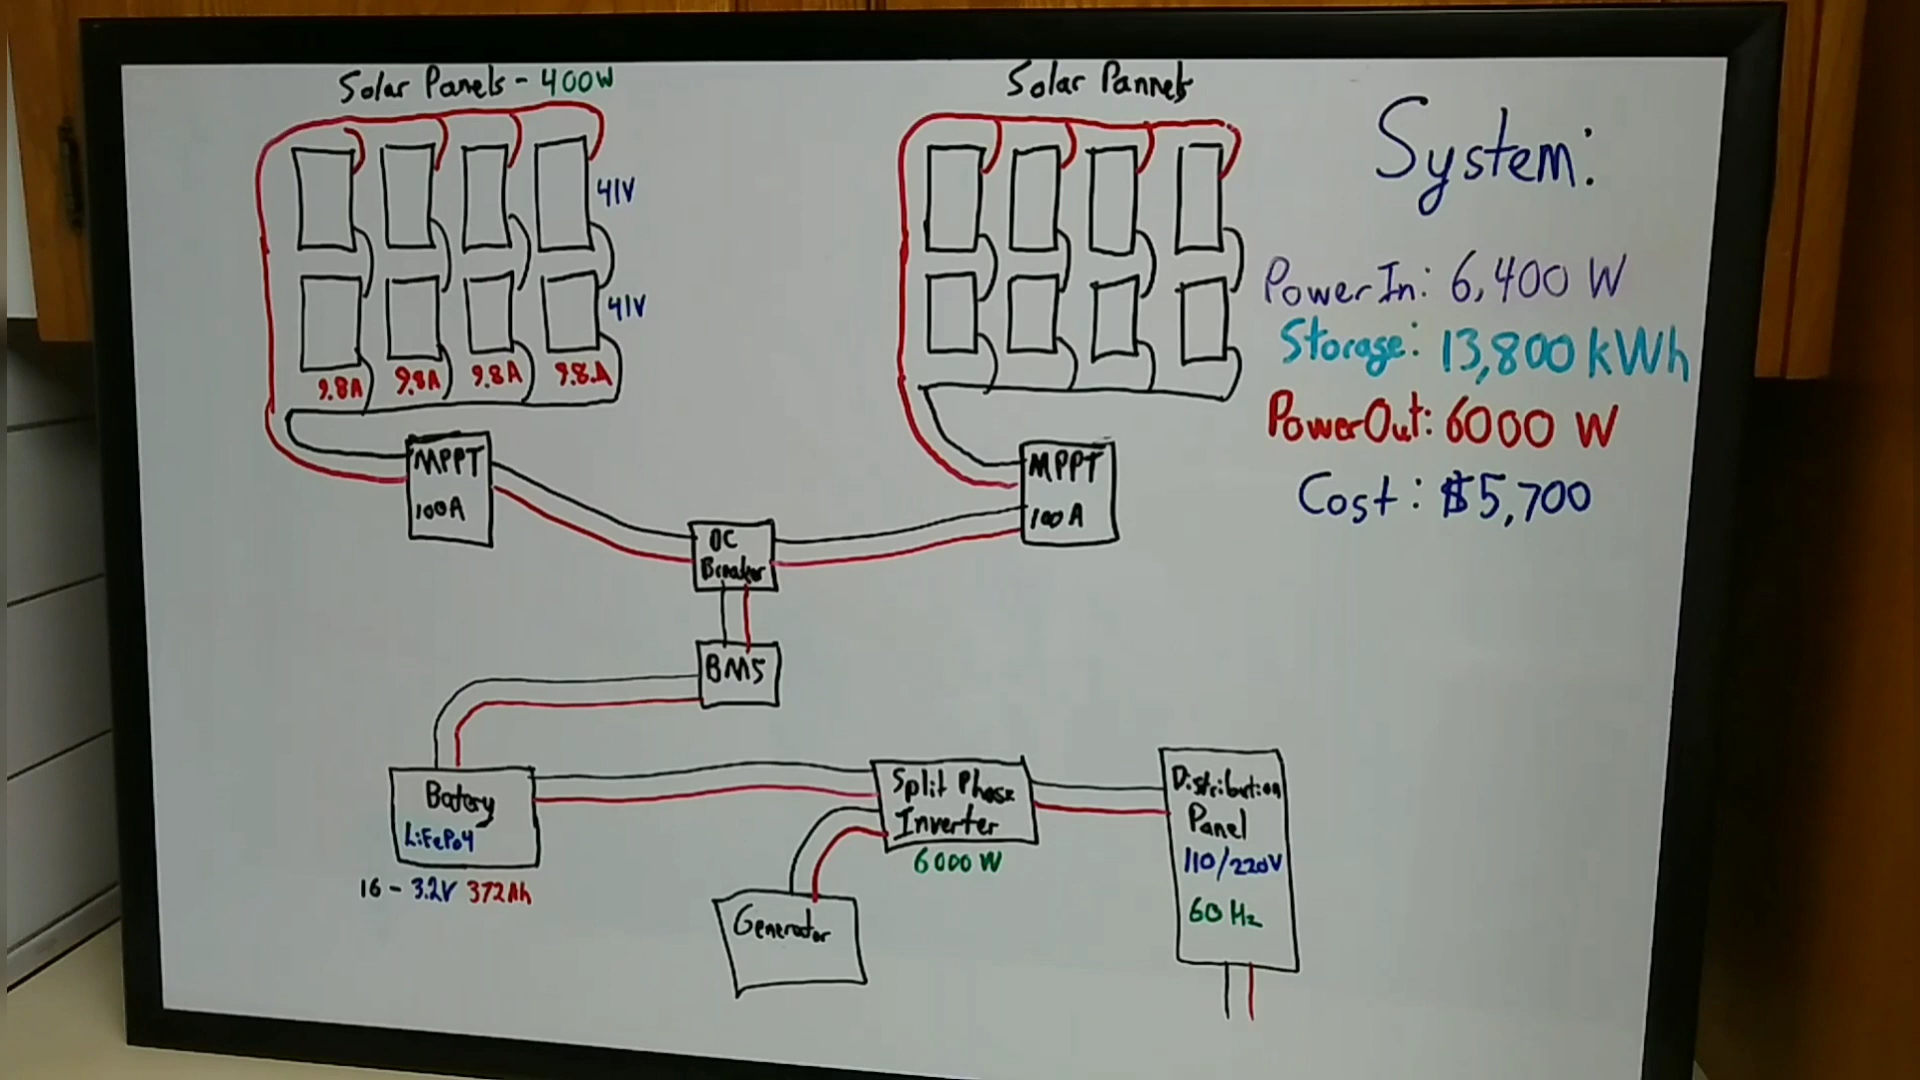 Solar Panels - 400W
Solar Pannels
System:
41V
41V
9.8A 9.8A 9.8A 9.8A
Power In: 6,400 W
Storage: 13,800 kWh
Power Out: 6000 W
Cost: $5,700
MPPT
100A
MPPT
100A
DC
Breaker
BMS
Batery
LiFePo4
16 - 3.2V 372Ah
Split Phase
Inverter
6000 W
Generator
Distribution
Panel
110/220V
60 Hz